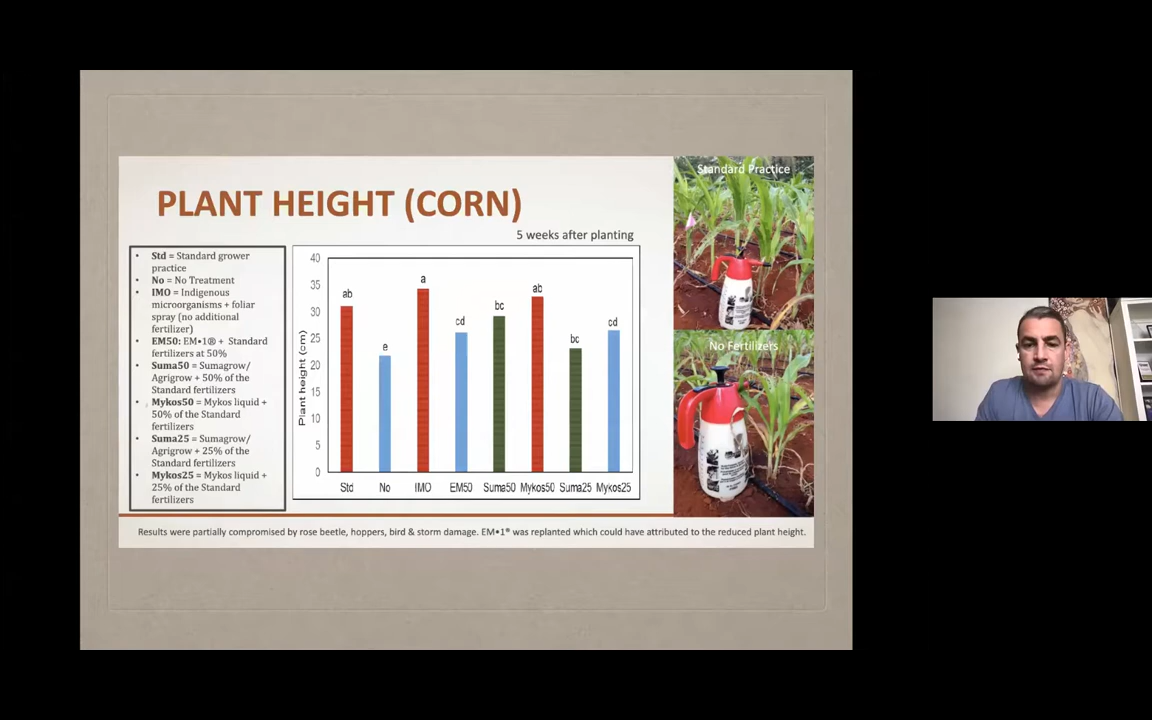 PLANT HEIGHT (CORN)
5 weeks after planting
• Std = Standard grower
practice
• No = No Treatment
• IMO = Indigenous
microorganisms + foliar
spray (no additional
fertilizer)
• EM50: EM•1® + Standard
fertilizers at 50%
• Suma50 = Sumagrow/
Agrigrow + 50% of the
Standard fertilizers
• Mykos50 = Mykos liquid +
50% of the Standard
fertilizers
• Suma25 = Sumagrow/
Agrigrow + 25% of the
Standard fertilizers
• Mykos25 = Mykos liquid +
25% of the Standard
fertilizers
Plant height (cm)
40
35
30
25
20
15
10
5
0
ab
e
a
cd
bc
ab
bc
cd
Std No IMO EM50 Suma50 Mykos50 Suma25 Mykos25
Standard Practice
No Fertilizers
Results were partially compromised by rose beetle, hoppers, bird & storm damage. EM•1® was replanted which could have attributed to the reduced plant height.